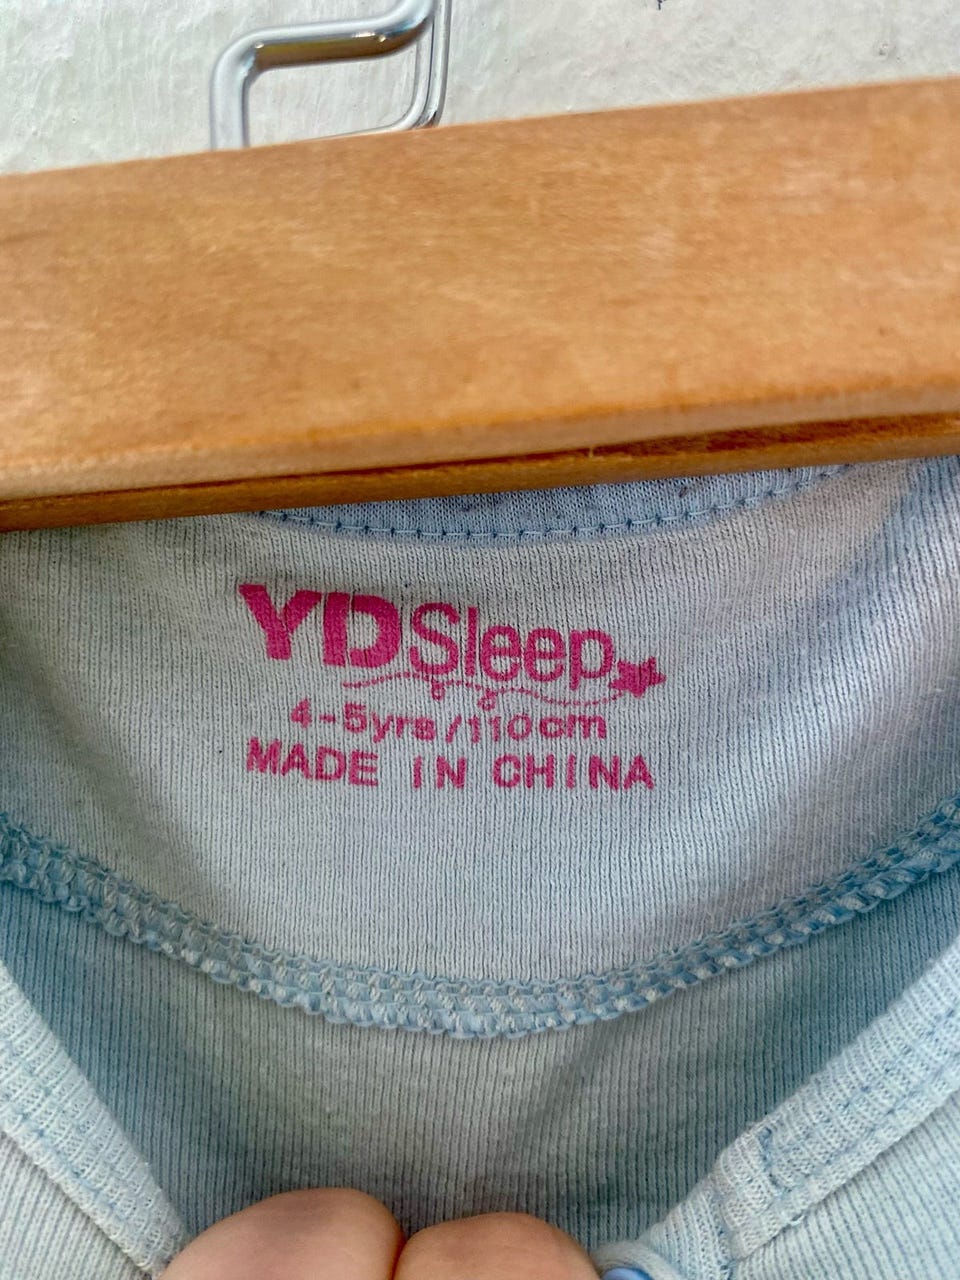 YDSleep
4-5yrs/110cm
MADE IN CHINA